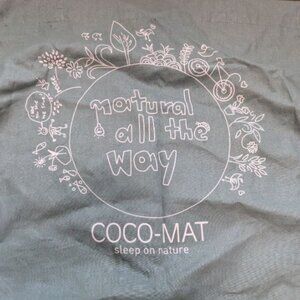 natural
all the
way
COCO-MAT
sleep on nature